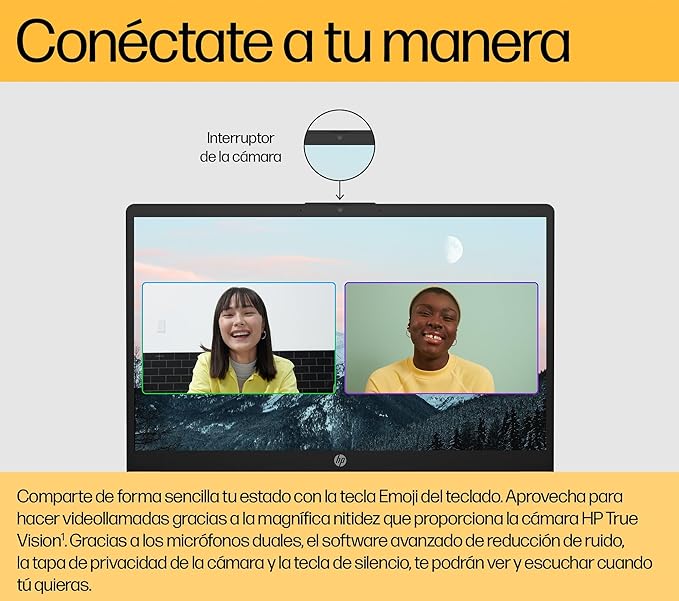 Conéctate a tu manera
Interruptor
de la cámara
hp
Comparte de forma sencilla tu estado con la tecla Emoji del teclado. Aprovecha para
hacer videollamadas gracias a la magnífica nitidez que proporciona la cámara HP True
Vision¹. Gracias a los micrófonos duales, el software avanzado de reducción de ruido,
la tapa de privacidad de la cámara y la tecla de silencio, te podrán ver y escuchar cuando
tú quieras.